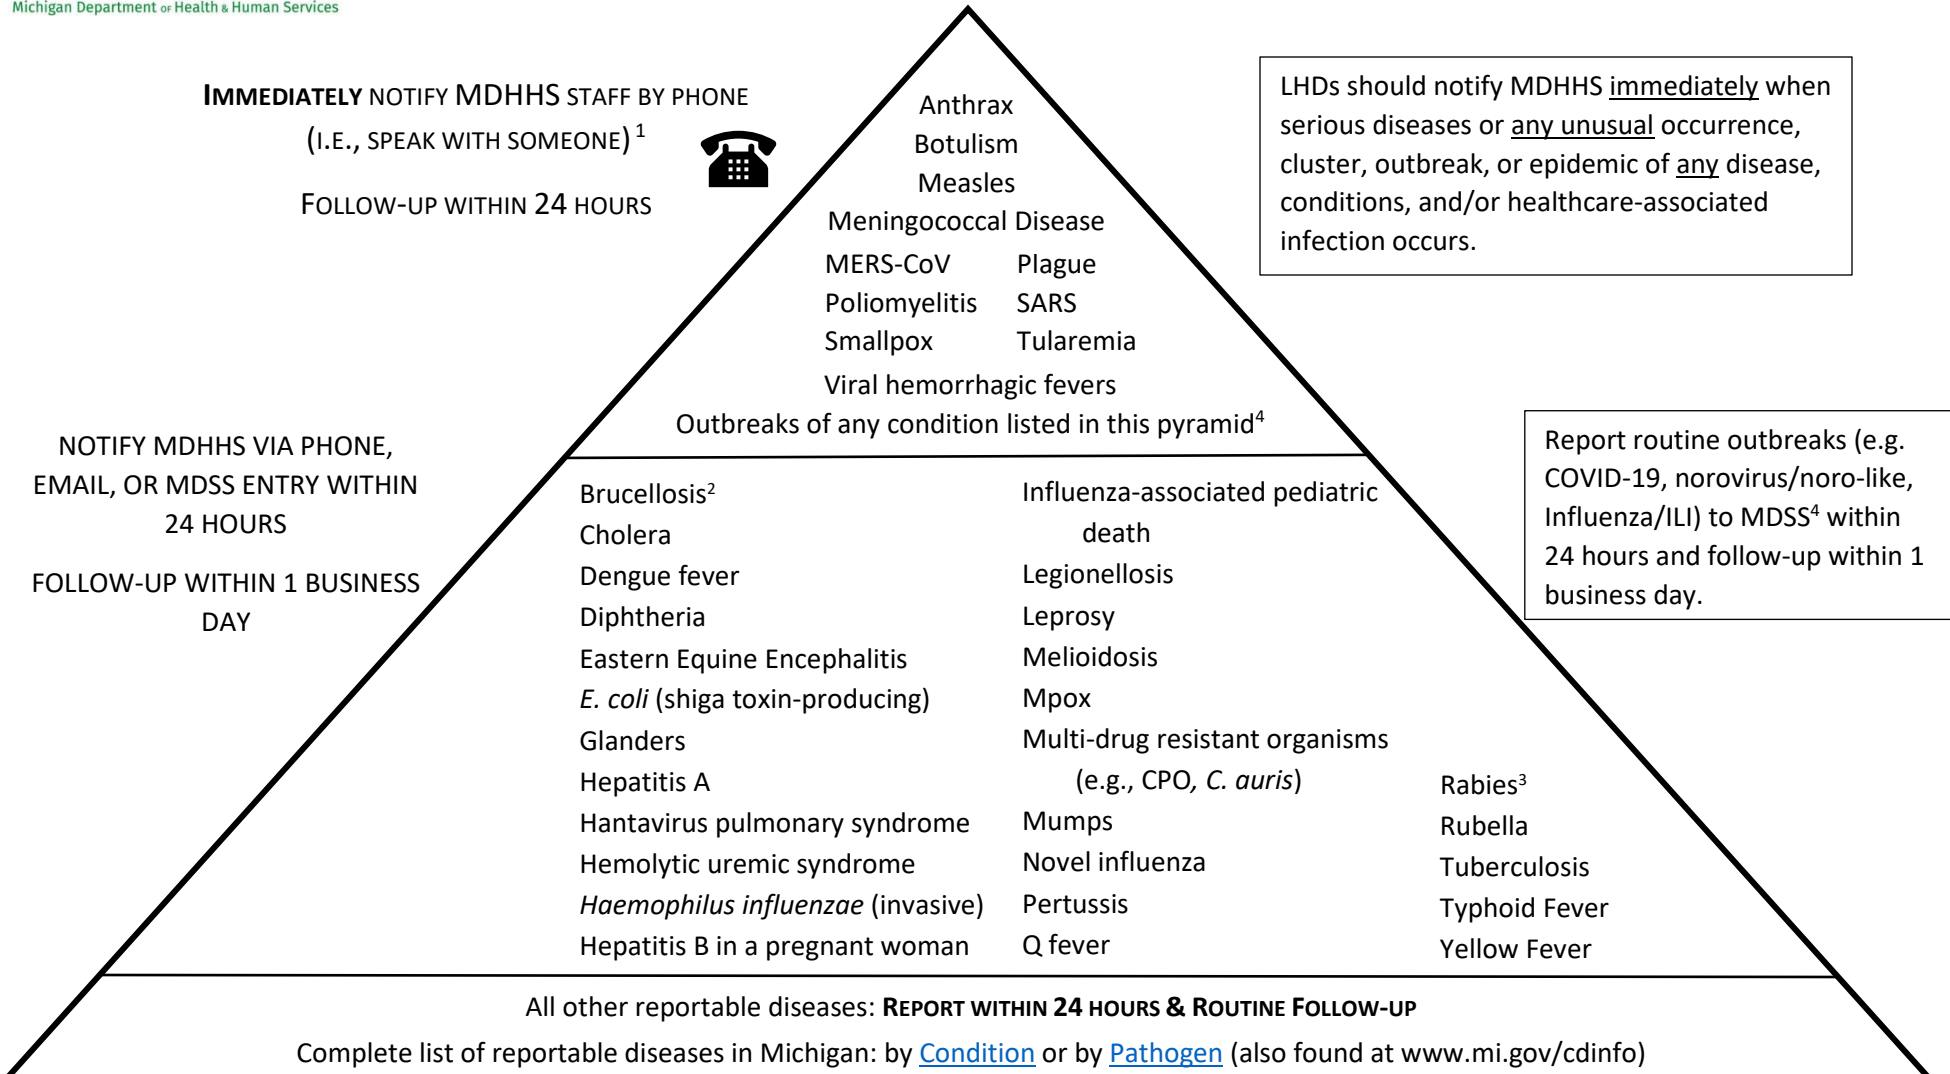 Michigan Department of Health & Human Services
IMMEDIATELY NOTIFY MDHHS STAFF BY PHONE
(I.E., SPEAK WITH SOMEONE) 1
FOLLOW-UP WITHIN 24 HOURS
Anthrax
Botulism
Measles
Meningococcal Disease
MERS-CoV Plague
Poliomyelitis SARS
Smallpox Tularemia
Viral hemorrhagic fevers
Outbreaks of any condition listed in this pyramid4
LHDs should notify MDHHS immediately when
serious diseases or any unusual occurrence,
cluster, outbreak, or epidemic of any disease,
conditions, and/or healthcare-associated
infection occurs.
NOTIFY MDHHS VIA PHONE,
EMAIL, OR MDSS ENTRY WITHIN
24 HOURS
FOLLOW-UP WITHIN 1 BUSINESS
DAY
Brucellosis2
Cholera
Dengue fever
Diphtheria
Eastern Equine Encephalitis
E. coli (shiga toxin-producing)
Glanders
Hepatitis A
Hantavirus pulmonary syndrome
Hemolytic uremic syndrome
Haemophilus influenzae (invasive)
Hepatitis B in a pregnant woman
Influenza-associated pediatric
death
Legionellosis
Leprosy
Melioidosis
Mpox
Multi-drug resistant organisms
(e.g., CPO, C. auris)
Mumps
Novel influenza
Pertussis
Q fever
Rabies3
Rubella
Tuberculosis
Typhoid Fever
Yellow Fever
Report routine outbreaks (e.g.
COVID-19, norovirus/noro-like,
Influenza/ILI) to MDSS4 within
24 hours and follow-up within 1
business day.
All other reportable diseases: REPORT WITHIN 24 HOURS & ROUTINE FOLLOW-UP
Complete list of reportable diseases in Michigan: by Condition or by Pathogen (also found at www.mi.gov/cdinfo)